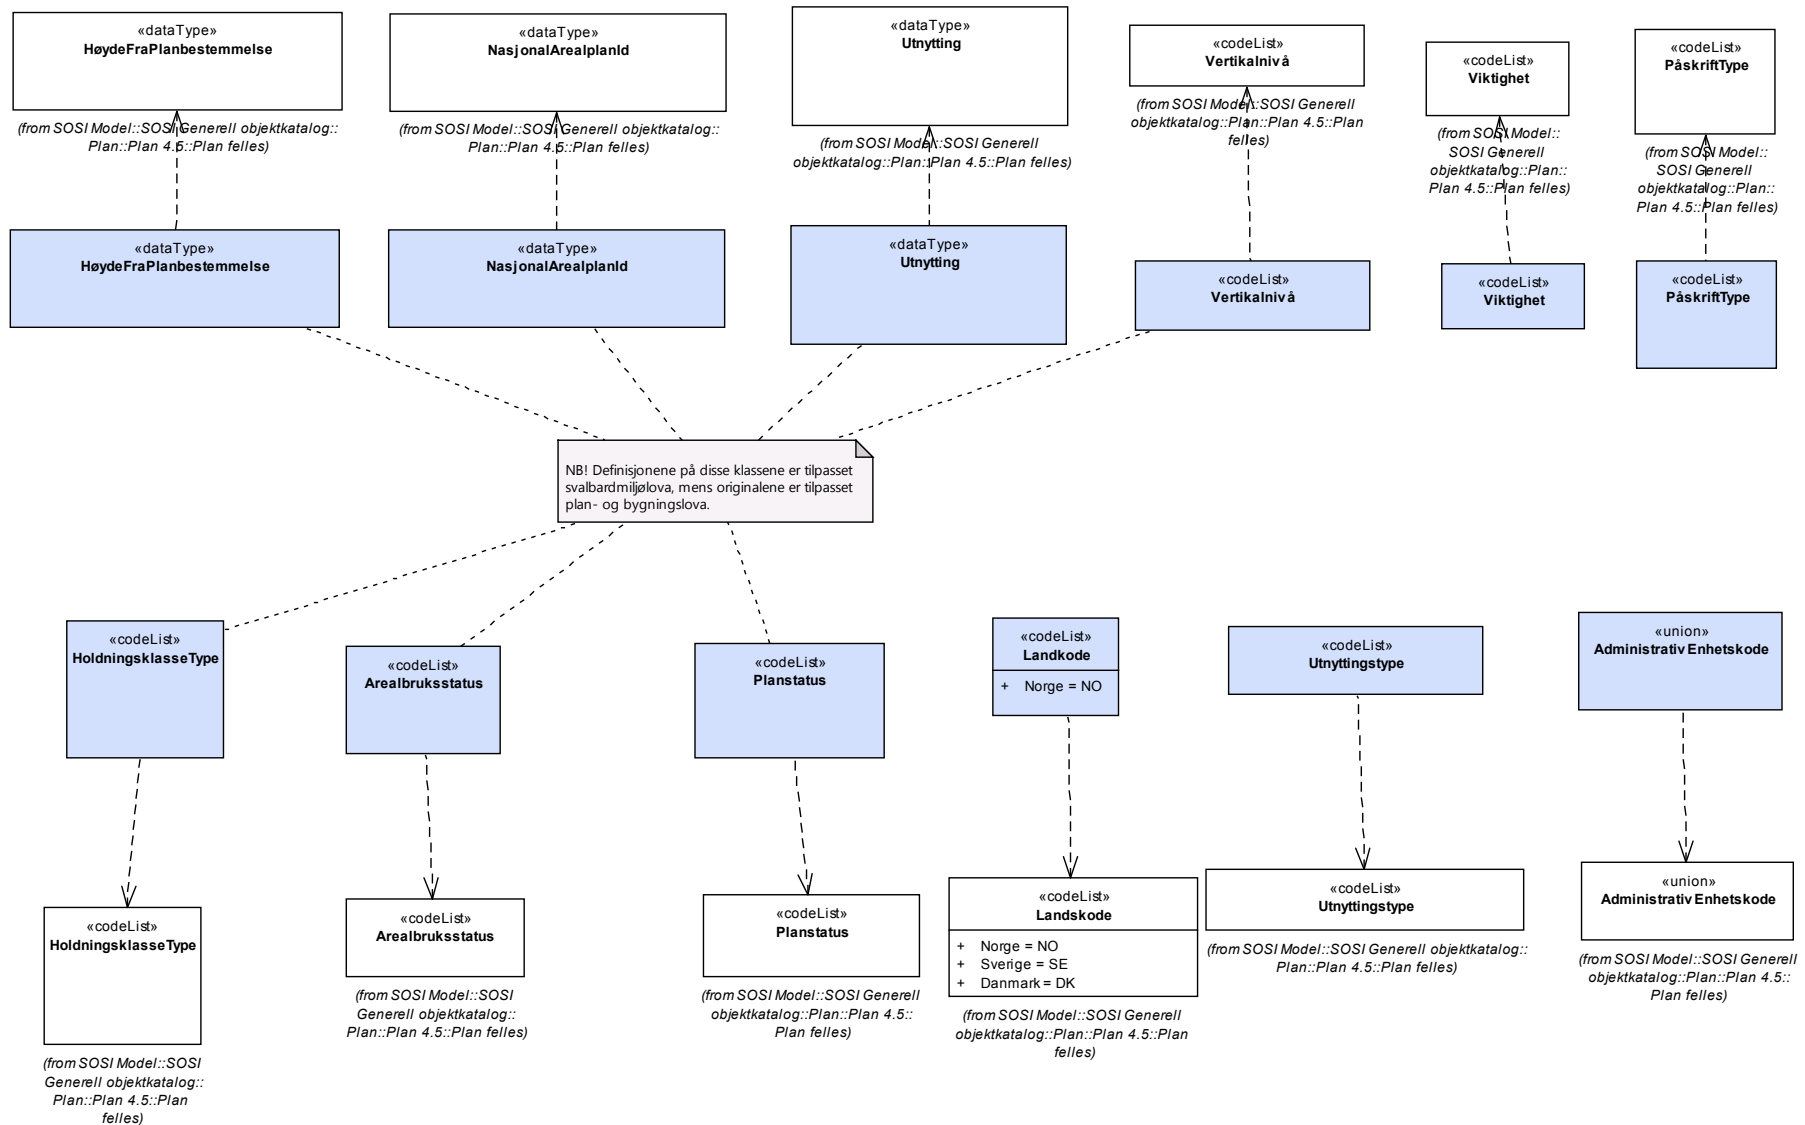 «dataType»
HøydeFraPlanbestemmelse
(from SOSI Model::SOSI Generell objektkatalog::
Plan::Plan 4.5::Plan felles)
«dataType»
NasjonalArealplanId
(from SOSI Model::SOSI Generell objektkatalog::
Plan::Plan 4.5::Plan felles)
«dataType»
Utnytting
(from SOSI Model::SOSI Generell
objektkatalog::Plan::Plan 4.5::Plan felles)
«codeList»
Vertikalnivå
(from SOSI Model::SOSI Generell
objektkatalog::Plan::Plan 4.5::Plan
felles)
«codeList»
Viktighet
(from SOSI Model::
SOSI Generell
objektkatalog::Plan::
Plan 4.5::Plan felles)
«codeList»
PåskriftType
(from SOSI Model::
SOSI Generell
objektkatalog::Plan::
Plan 4.5::Plan felles)
«dataType»
HøydeFraPlanbestemmelse
«dataType»
NasjonalArealplanId
«dataType»
Utnytting
«codeList»
Vertikalnivå
«codeList»
Viktighet
«codeList»
PåskriftType
NB! Definisjonene på disse klassene er tilpasset
svalbardmiljølova, mens originalene er tilpasset
plan- og bygningslova.
«codeList»
HoldningsklasseType
«codeList»
Arealbruksstatus
«codeList»
Planstatus
«codeList»
Landkode
+ Norge = NO
«codeList»
Utnyttingstype
«union»
AdministrativEnhetskode
«codeList»
HoldningsklasseType
(from SOSI Model::SOSI
Generell objektkatalog::
Plan::Plan 4.5::Plan
felles)
«codeList»
Arealbruksstatus
(from SOSI Model::SOSI
Generell objektkatalog::
Plan::Plan 4.5::Plan felles)
«codeList»
Planstatus
(from SOSI Model::SOSI Generell
objektkatalog::Plan::Plan 4.5::
Plan felles)
«codeList»
Landskode
+ Norge = NO
+ Sverige = SE
+ Danmark = DK
(from SOSI Model::SOSI Generell
objektkatalog::Plan::Plan 4.5::Plan
felles)
«codeList»
Utnyttingstype
(from SOSI Model::SOSI Generell objektkatalog::
Plan::Plan 4.5::Plan felles)
«union»
AdministrativEnhetskode
(from SOSI Model::SOSI Generell
objektkatalog::Plan::Plan 4.5::
Plan felles)